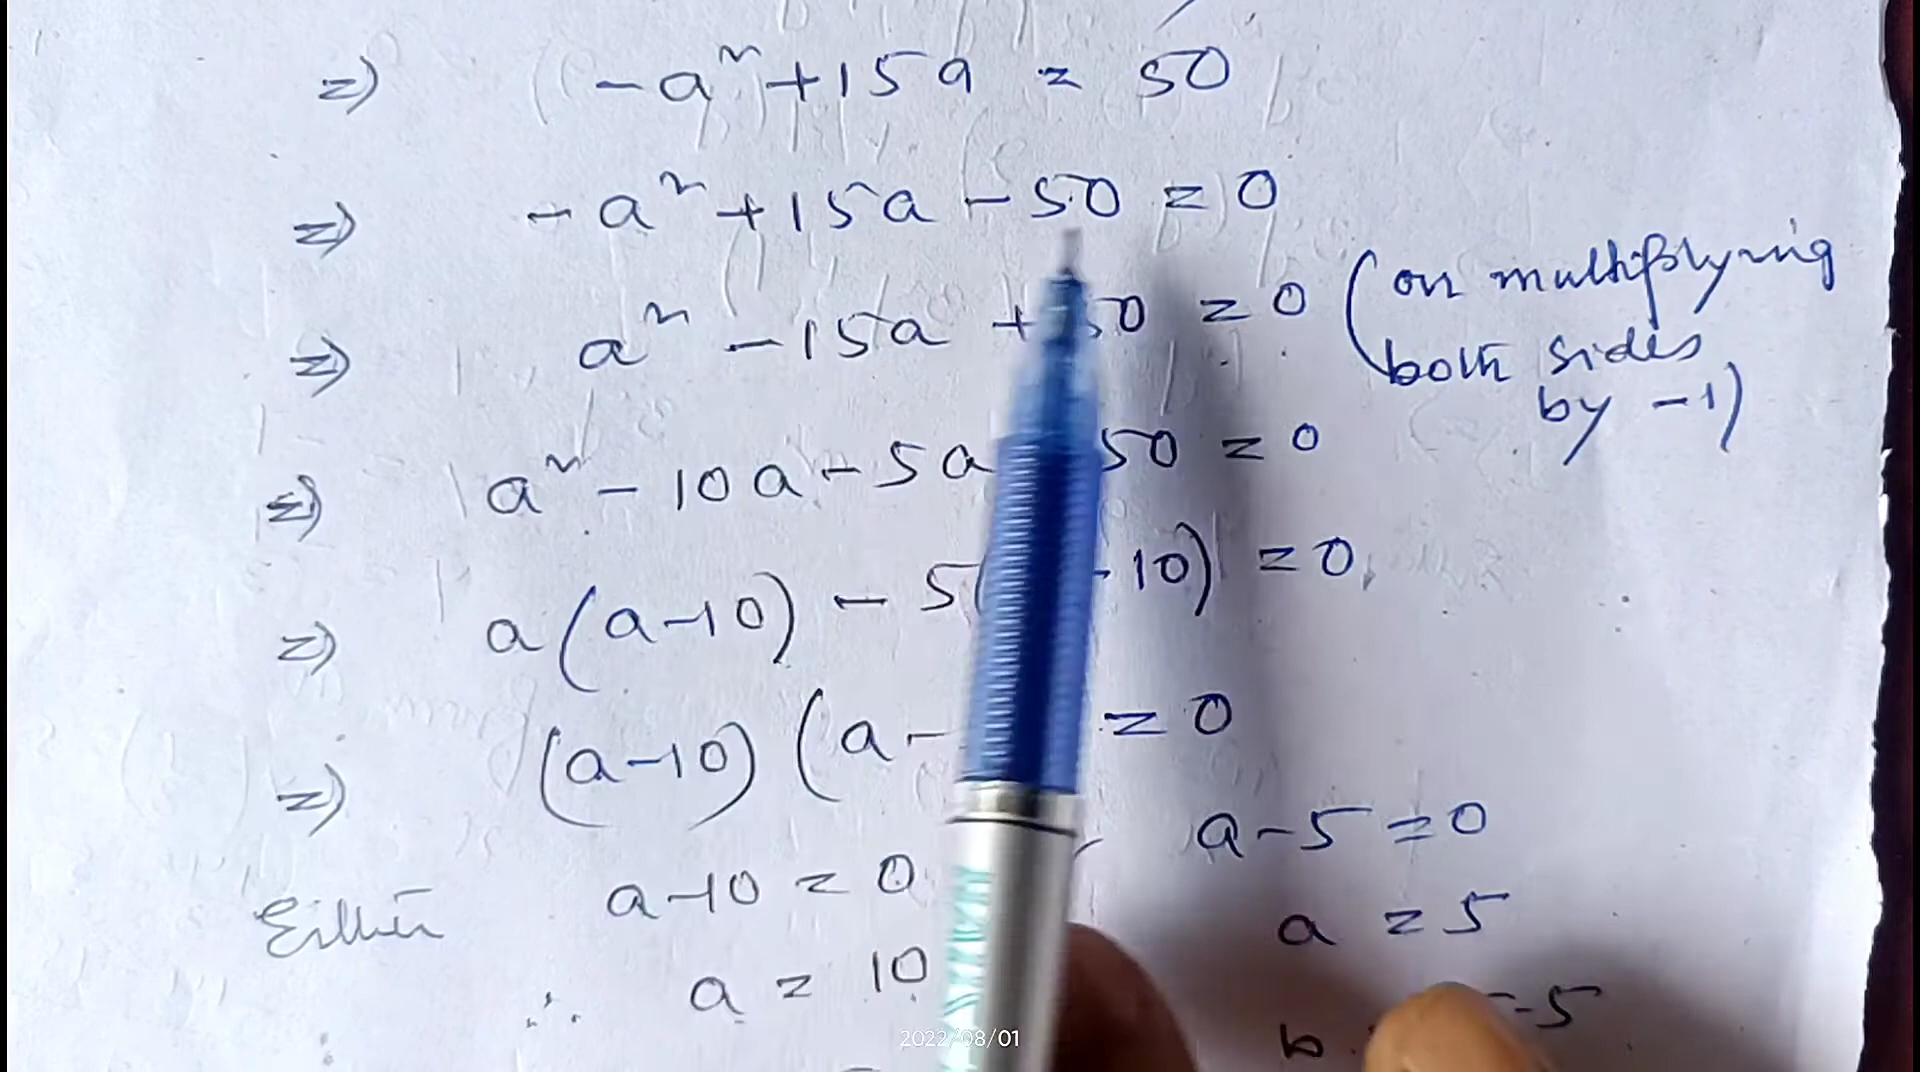 ⇒) -a² + 15a = 50
⇒) -a² + 15a - 50 = 0
⇒) a² - 15a + 50 = 0 (on multiplying
both sides
by -1)
⇒) a² - 10a - 5a 50 = 0
⇒) a(a-10) - 5( -10) = 0
⇒) (a-10) (a- = 0
Either a-10 = 0 a-5 = 0
∴ a = 10 a = 5
b -5
2022/08/01